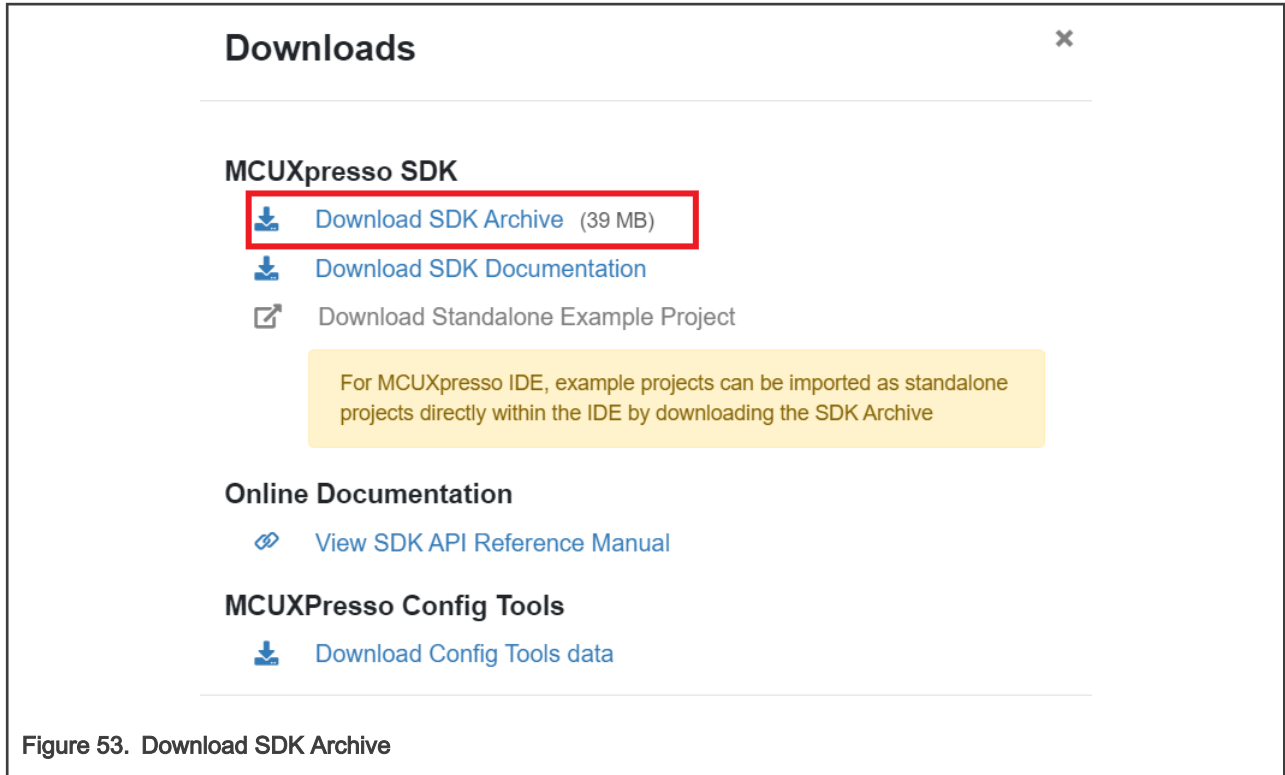 Downloads
MCUXpresso SDK
Download SDK Archive (39 MB)
Download SDK Documentation
Download Standalone Example Project
For MCUXpresso IDE, example projects can be imported as standalone
projects directly within the IDE by downloading the SDK Archive
Online Documentation
View SDK API Reference Manual
MCUXPresso Config Tools
Download Config Tools data
Figure 53. Download SDK Archive